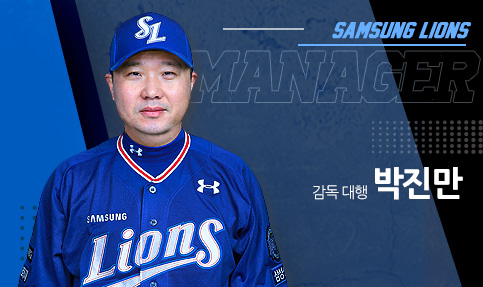 SAMSUNG LIONS
MANAGER
감독 대행 박진만
SL
SAMSUNG
Lions